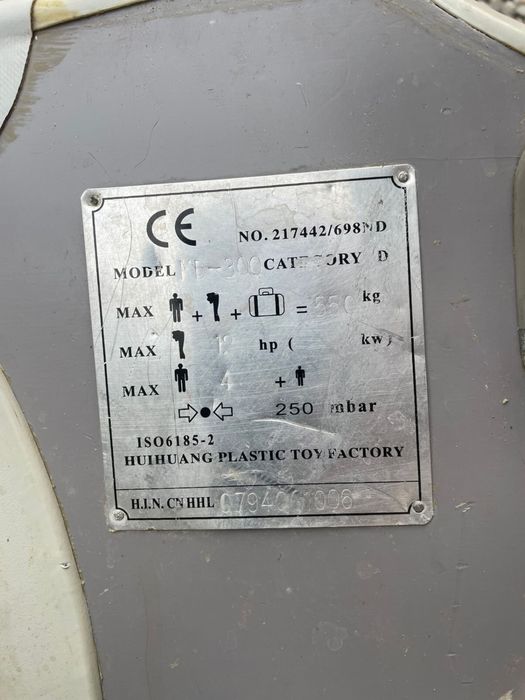 CE NO. 217442/698ND
MODEL CATEGORY D
MAX + + = kg
MAX hp ( kw)
MAX 4 +
250 mbar
ISO6185-2
HUIHUANG PLASTIC TOY FACTORY
H.I.N. CN HHL